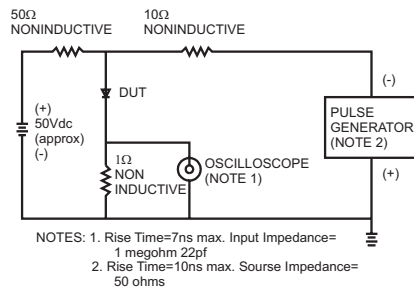 50Ω
NONINDUCTIVE
10Ω
NONINDUCTIVE
DUT
(+)
50Vdc
(approx)
(-)
(-)
PULSE
GENERATOR
(NOTE 2)
(+)
1Ω
NON
INDUCTIVE
OSCILLOSCOPE
(NOTE 1)
NOTES: 1. Rise Time=7ns max. Input Impedance=
1 megohm 22pf
2. Rise Time=10ns max. Sourse Impedance=
50 ohms